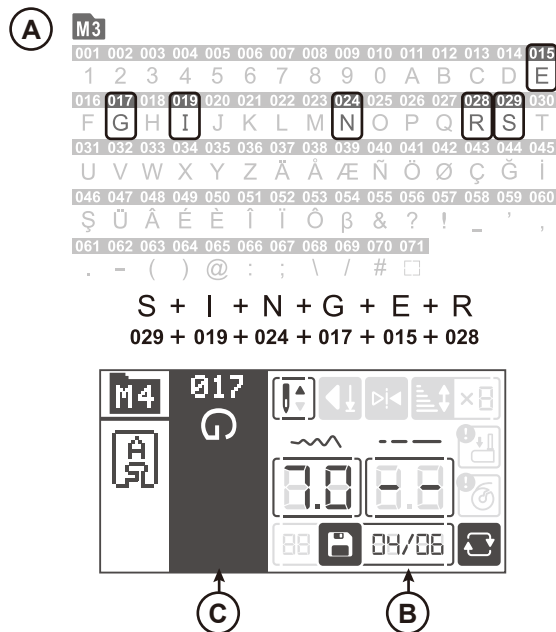 A
M3
001 002 003 004 005 006 007 008 009 010 011 012 013 014 015
1 2 3 4 5 6 7 8 9 0 A B C D E
016 017 018 019 020 021 022 023 024 025 026 027 028 029 030
F G H I J K L M N O P Q R S T
031 032 033 034 035 036 037 038 039 040 041 042 043 044 045
U V W X Y Z Ä Å Æ Ñ Ö Ø Ç Ğ İ
046 047 048 049 050 051 052 053 054 055 056 057 058 059 060
Ş Ü Â É È Î Ï Ô β & ? ! _ ’ ,
061 062 063 064 065 066 067 068 069 070 071
. - ( ) @ : ; \ / #
S + I + N + G + E + R
029 + 019 + 024 + 017 + 015 + 028
M4 017 ×8
G
7.0 - -
88 04/06
C B